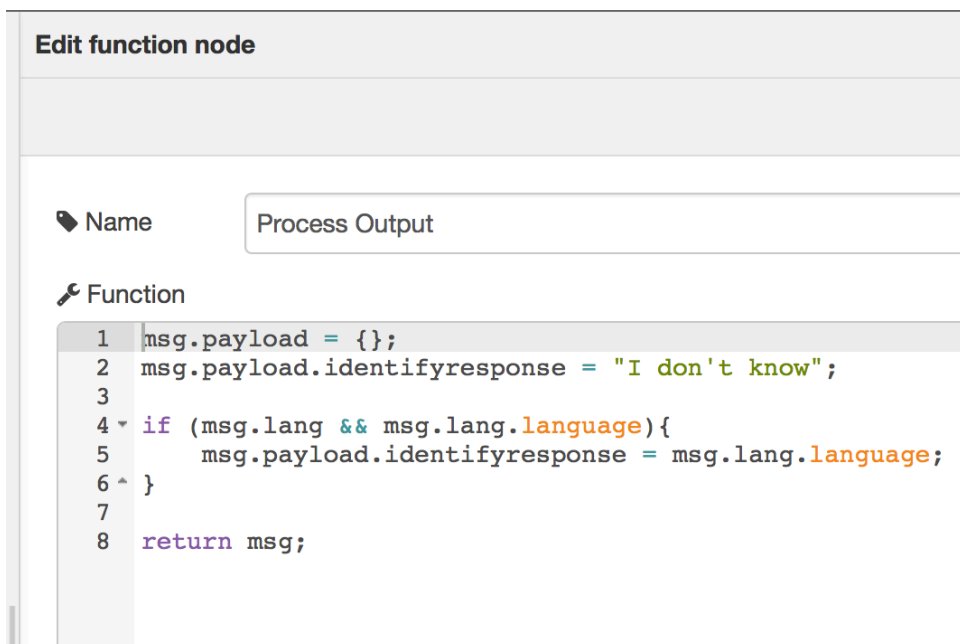 Edit function node
Name
Process Output
Function
1 msg.payload = {};
2 msg.payload.identifyresponse = "I don't know";
3
4 if (msg.lang && msg.lang.language){
5     msg.payload.identifyresponse = msg.lang.language;
6 }
7
8 return msg;